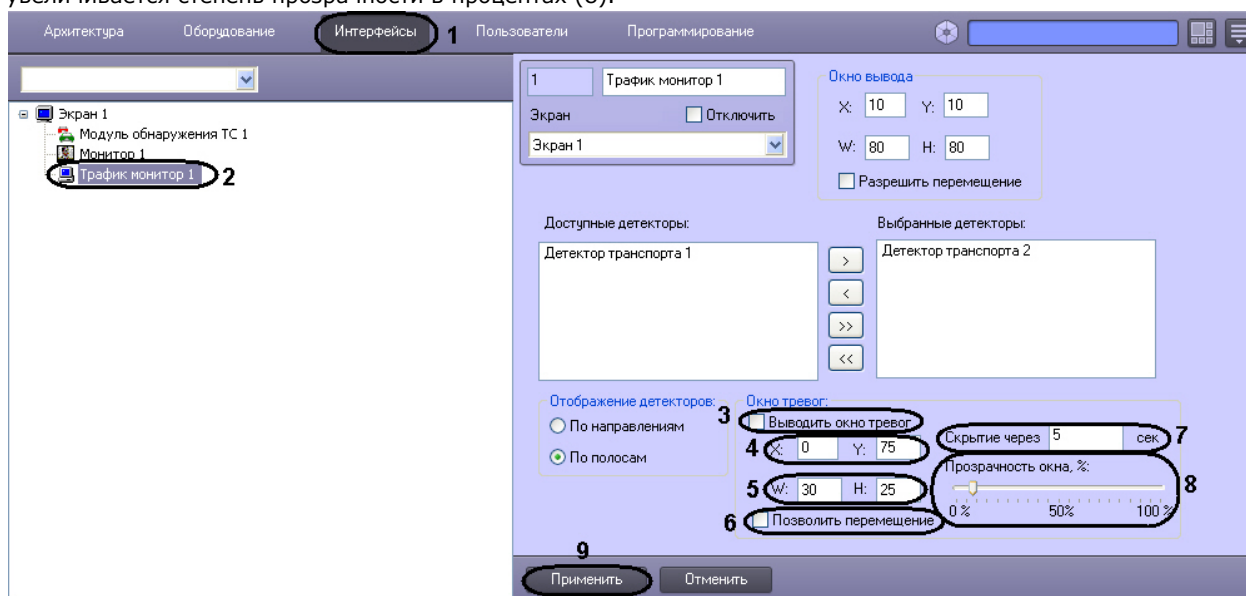 увеличивается степень прозрачности в процентах (8).
Архитектура Оборудование Интерфейсы 1 Пользователи Программирование
Экран 1
Модуль обнаружения ТС 1
Монитор 1
Трафик монитор 1 2
1 Трафик монитор 1
Экран Отключить
Экран 1
Окно вывода
X: 10 Y: 10
W: 80 H: 80
Разрешить перемещение
Доступные детекторы: Выбранные детекторы:
Детектор транспорта 1 > Детектор транспорта 2
<
>>
<<
Отображение детекторов:
По направлениям
По полосам
Окно тревог:
3 Выводить окно тревог
4 X: 0 Y: 75
5 W: 30 H: 25
6 Позволить перемещение
Скрытие через 5 сек 7
Прозрачность окна, %:
8
0 % 50% 100 %
9
Применить Отменить